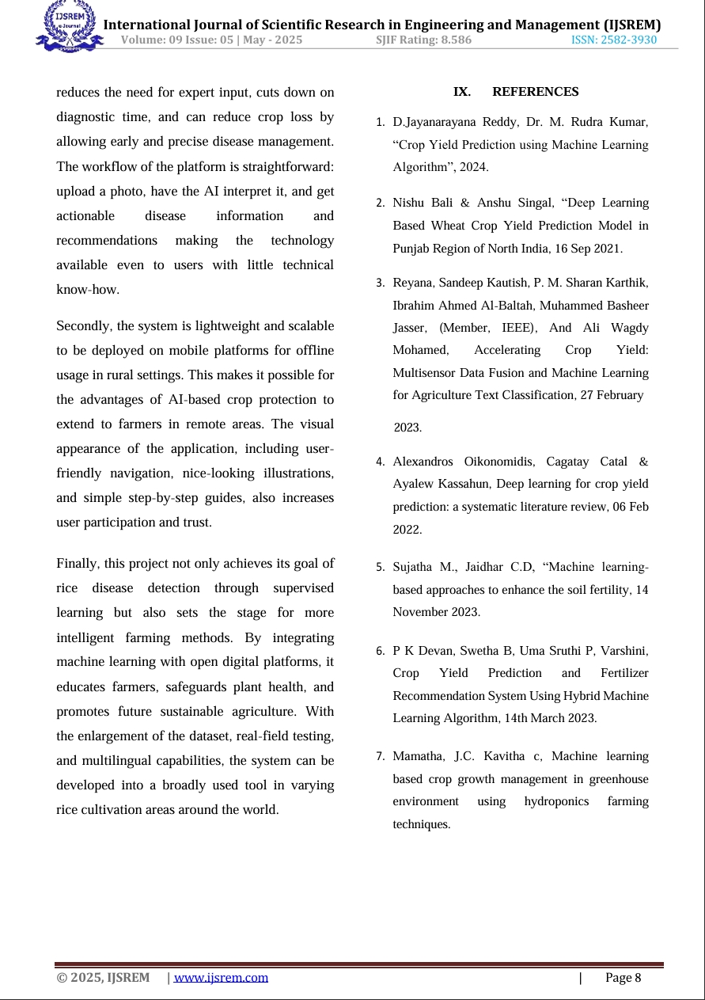 IJSREM
e-Journal
International Journal of Scientific Research in Engineering and Management (IJSREM)
Volume: 09 Issue: 05 | May - 2025 SJIF Rating: 8.586 ISSN: 2582-3930
reduces the need for expert input, cuts down on
diagnostic time, and can reduce crop loss by
allowing early and precise disease management.
The workflow of the platform is straightforward:
upload a photo, have the AI interpret it, and get
actionable disease information and
recommendations making the technology
available even to users with little technical
know-how.
Secondly, the system is lightweight and scalable
to be deployed on mobile platforms for offline
usage in rural settings. This makes it possible for
the advantages of AI-based crop protection to
extend to farmers in remote areas. The visual
appearance of the application, including user-
friendly navigation, nice-looking illustrations,
and simple step-by-step guides, also increases
user participation and trust.
Finally, this project not only achieves its goal of
rice disease detection through supervised
learning but also sets the stage for more
intelligent farming methods. By integrating
machine learning with open digital platforms, it
educates farmers, safeguards plant health, and
promotes future sustainable agriculture. With
the enlargement of the dataset, real-field testing,
and multilingual capabilities, the system can be
developed into a broadly used tool in varying
rice cultivation areas around the world.
IX. REFERENCES
1. D.Jayanarayana Reddy, Dr. M. Rudra Kumar,
“Crop Yield Prediction using Machine Learning
Algorithm”, 2024.
2. Nishu Bali & Anshu Singal, “Deep Learning
Based Wheat Crop Yield Prediction Model in
Punjab Region of North India, 16 Sep 2021.
3. Reyana, Sandeep Kautish, P. M. Sharan Karthik,
Ibrahim Ahmed Al-Baltah, Muhammed Basheer
Jasser, (Member, IEEE), And Ali Wagdy
Mohamed, Accelerating Crop Yield:
Multisensor Data Fusion and Machine Learning
for Agriculture Text Classification, 27 February
2023.
4. Alexandros Oikonomidis, Cagatay Catal &
Ayalew Kassahun, Deep learning for crop yield
prediction: a systematic literature review, 06 Feb
2022.
5. Sujatha M., Jaidhar C.D, “Machine learning-
based approaches to enhance the soil fertility, 14
November 2023.
6. P K Devan, Swetha B, Uma Sruthi P, Varshini,
Crop Yield Prediction and Fertilizer
Recommendation System Using Hybrid Machine
Learning Algorithm, 14th March 2023.
7. Mamatha, J.C. Kavitha c, Machine learning
based crop growth management in greenhouse
environment using hydroponics farming
techniques.
© 2025, IJSREM | www.ijsrem.com | Page 8